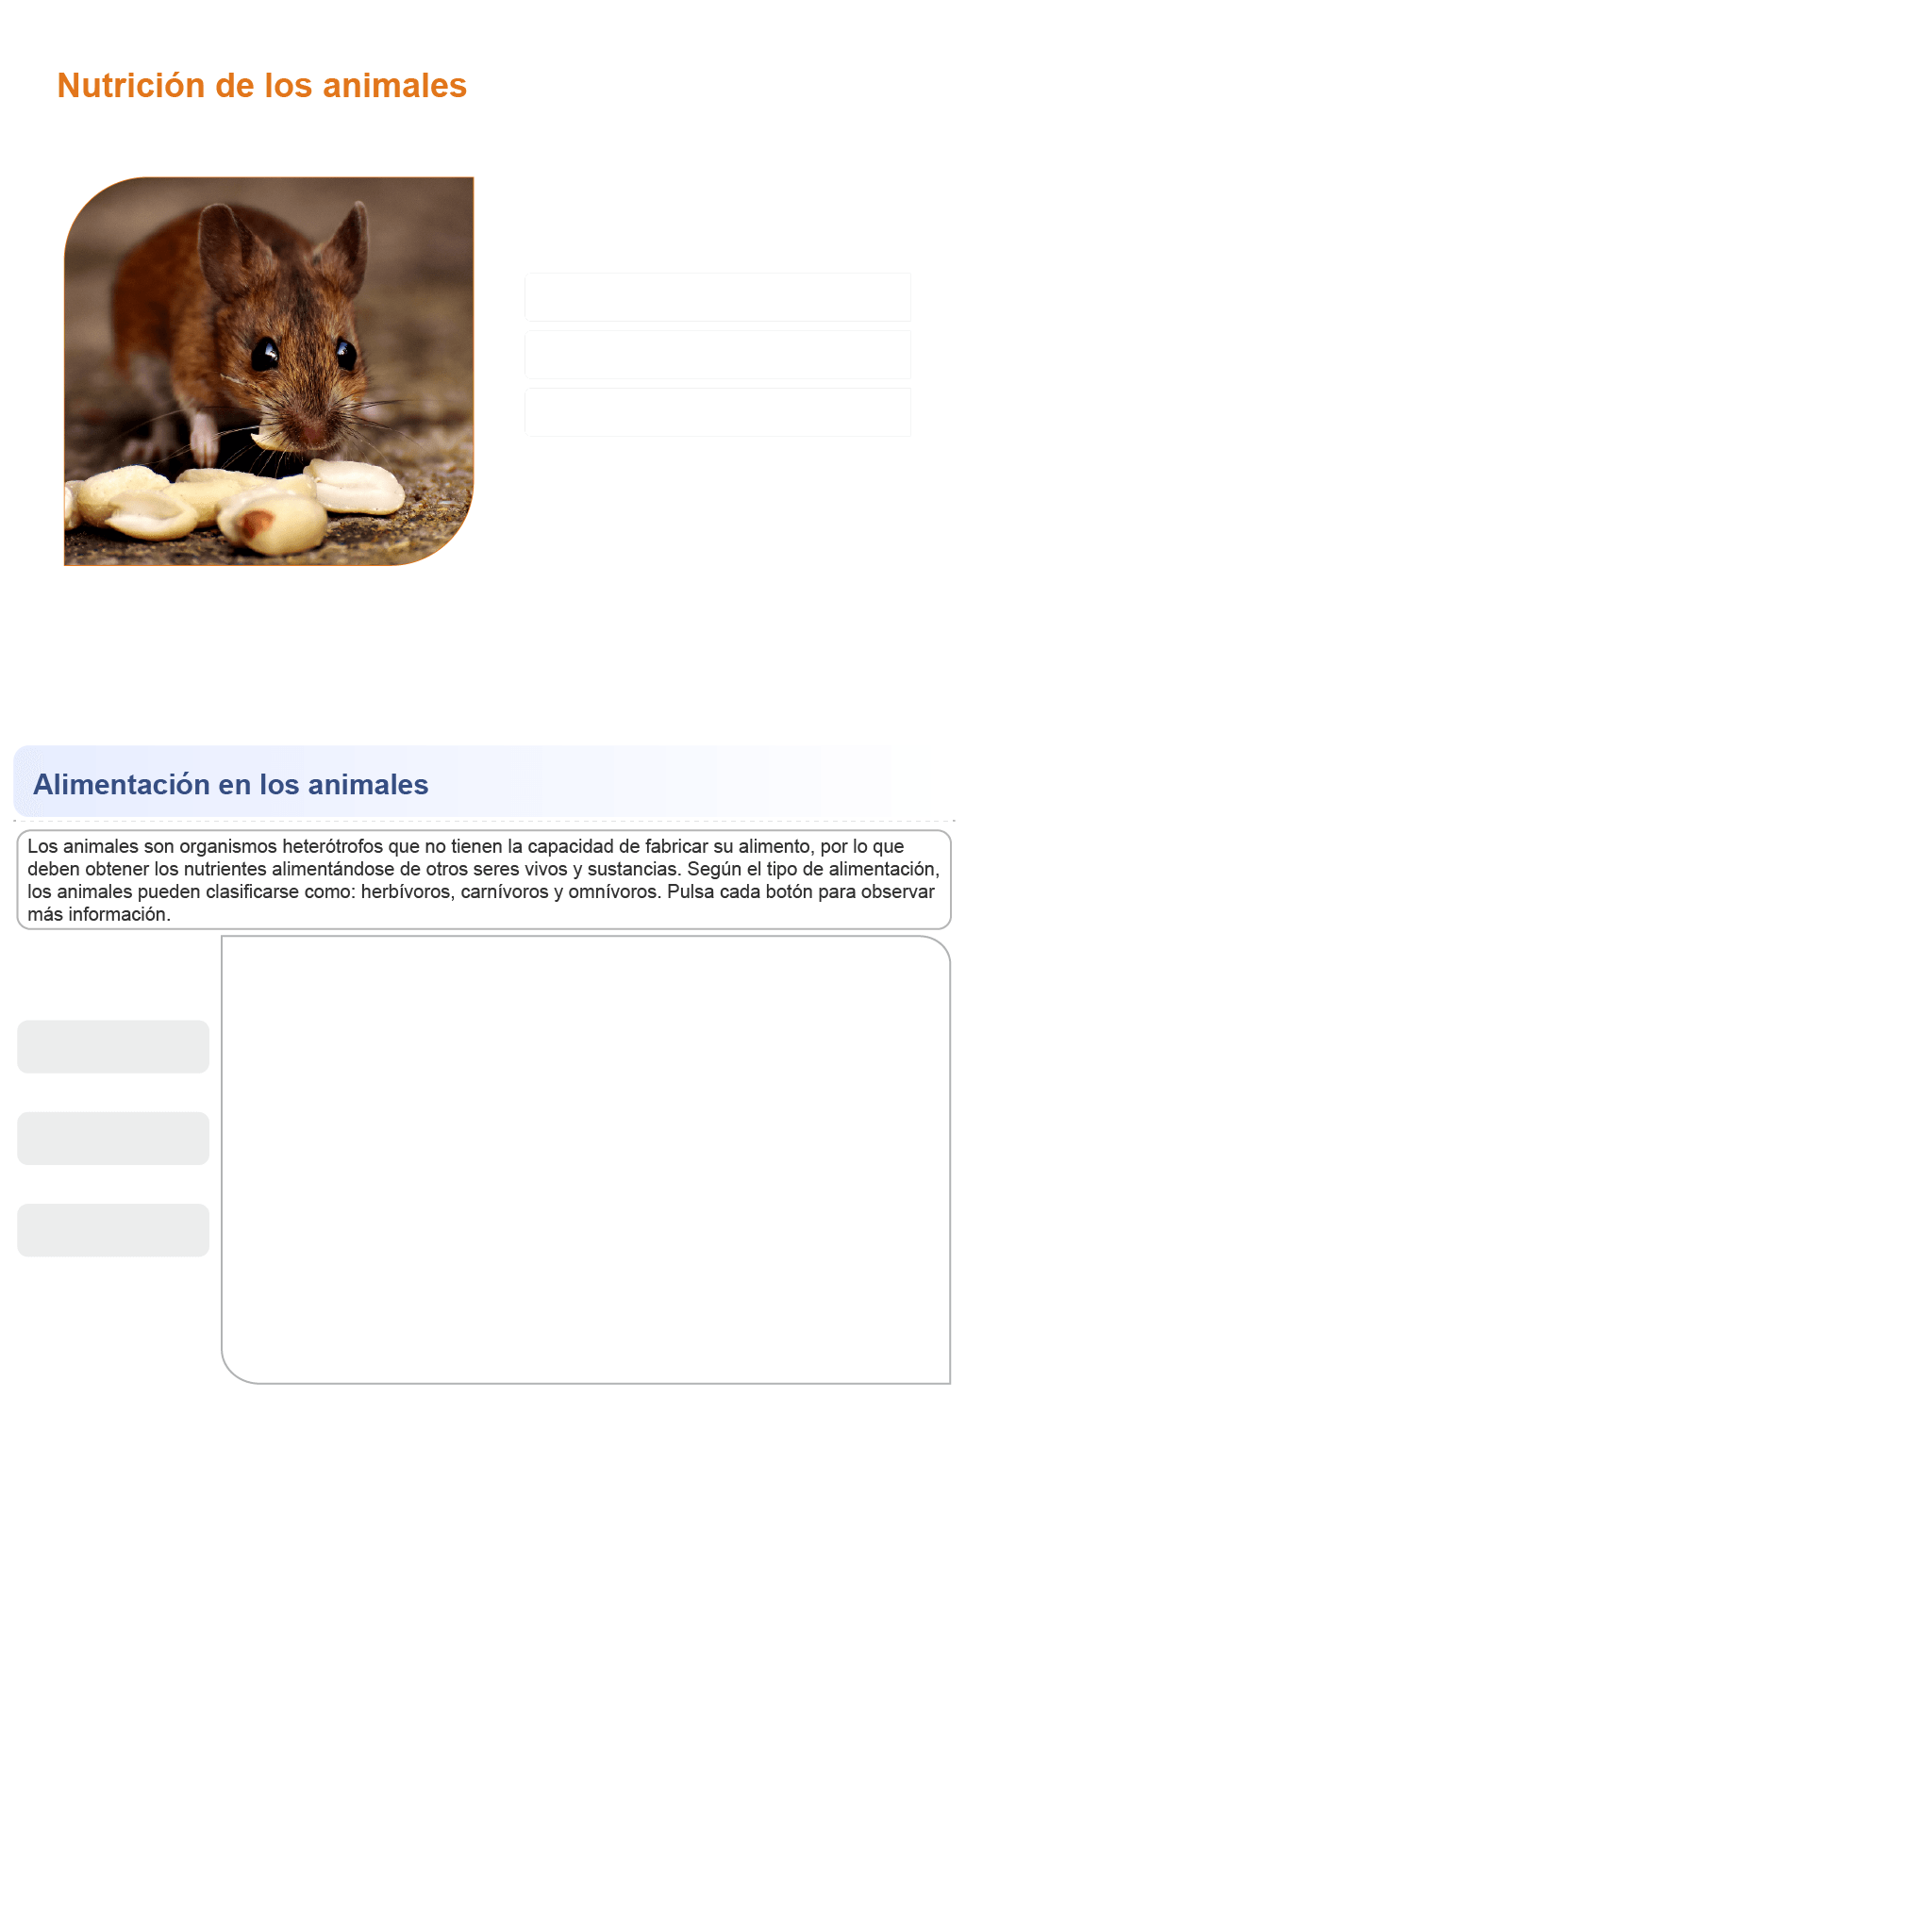 Nutrición de los animales
Alimentación en los animales
Los animales son organismos heterótrofos que no tienen la capacidad de fabricar su alimento, por lo que
deben obtener los nutrientes alimentándose de otros seres vivos y sustancias. Según el tipo de alimentación,
los animales pueden clasificarse como: herbívoros, carnívoros y omnívoros. Pulsa cada botón para observar
más información.